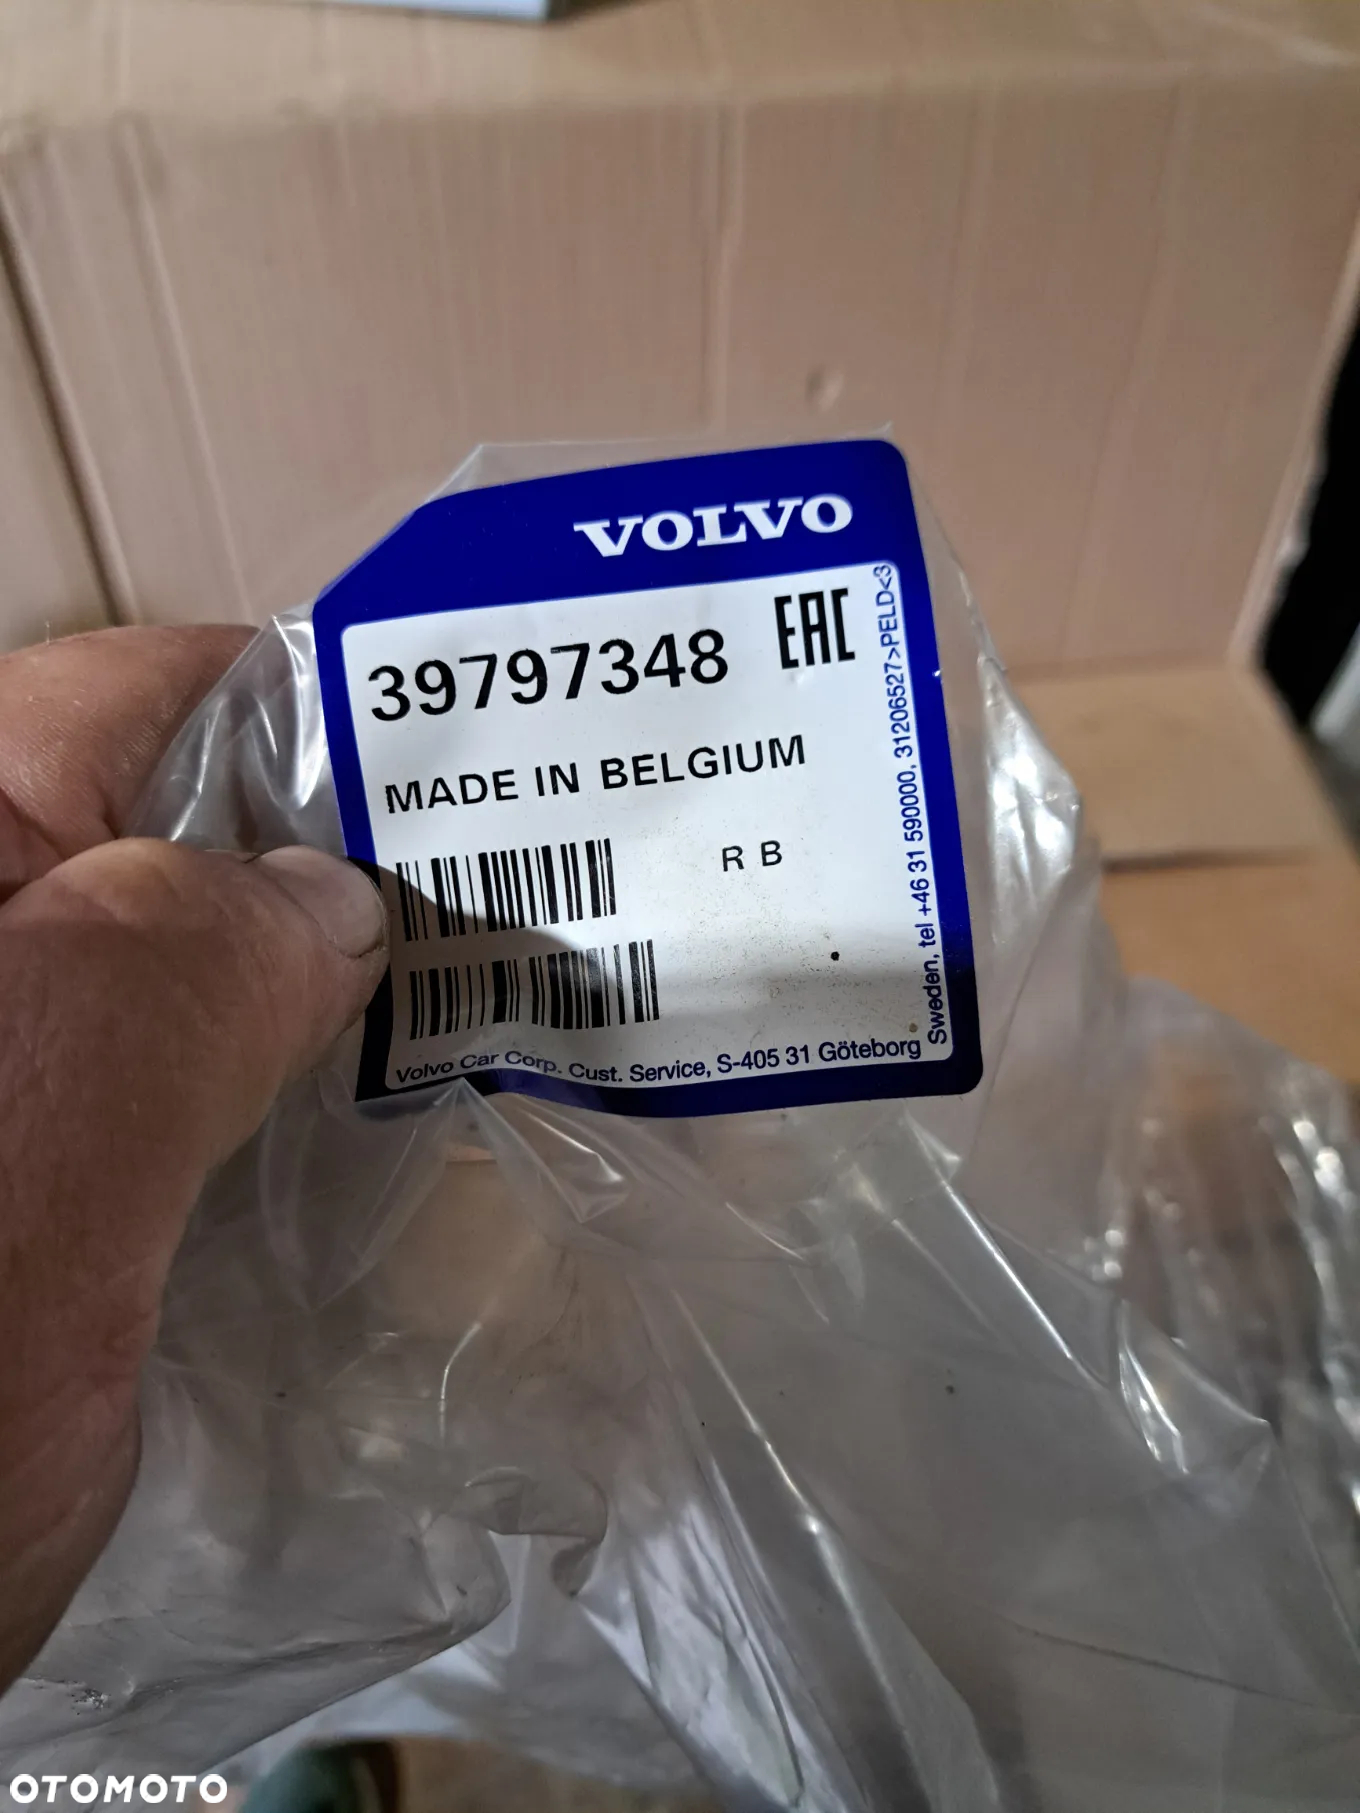 VOLVO
39797348
EAC
MADE IN BELGIUM
R B
Volvo Car Corp. Cust. Service, S-405 31 Göteborg
Sweden, tel +46 31 590000, 31206527>PELD<3
OTOMOTO